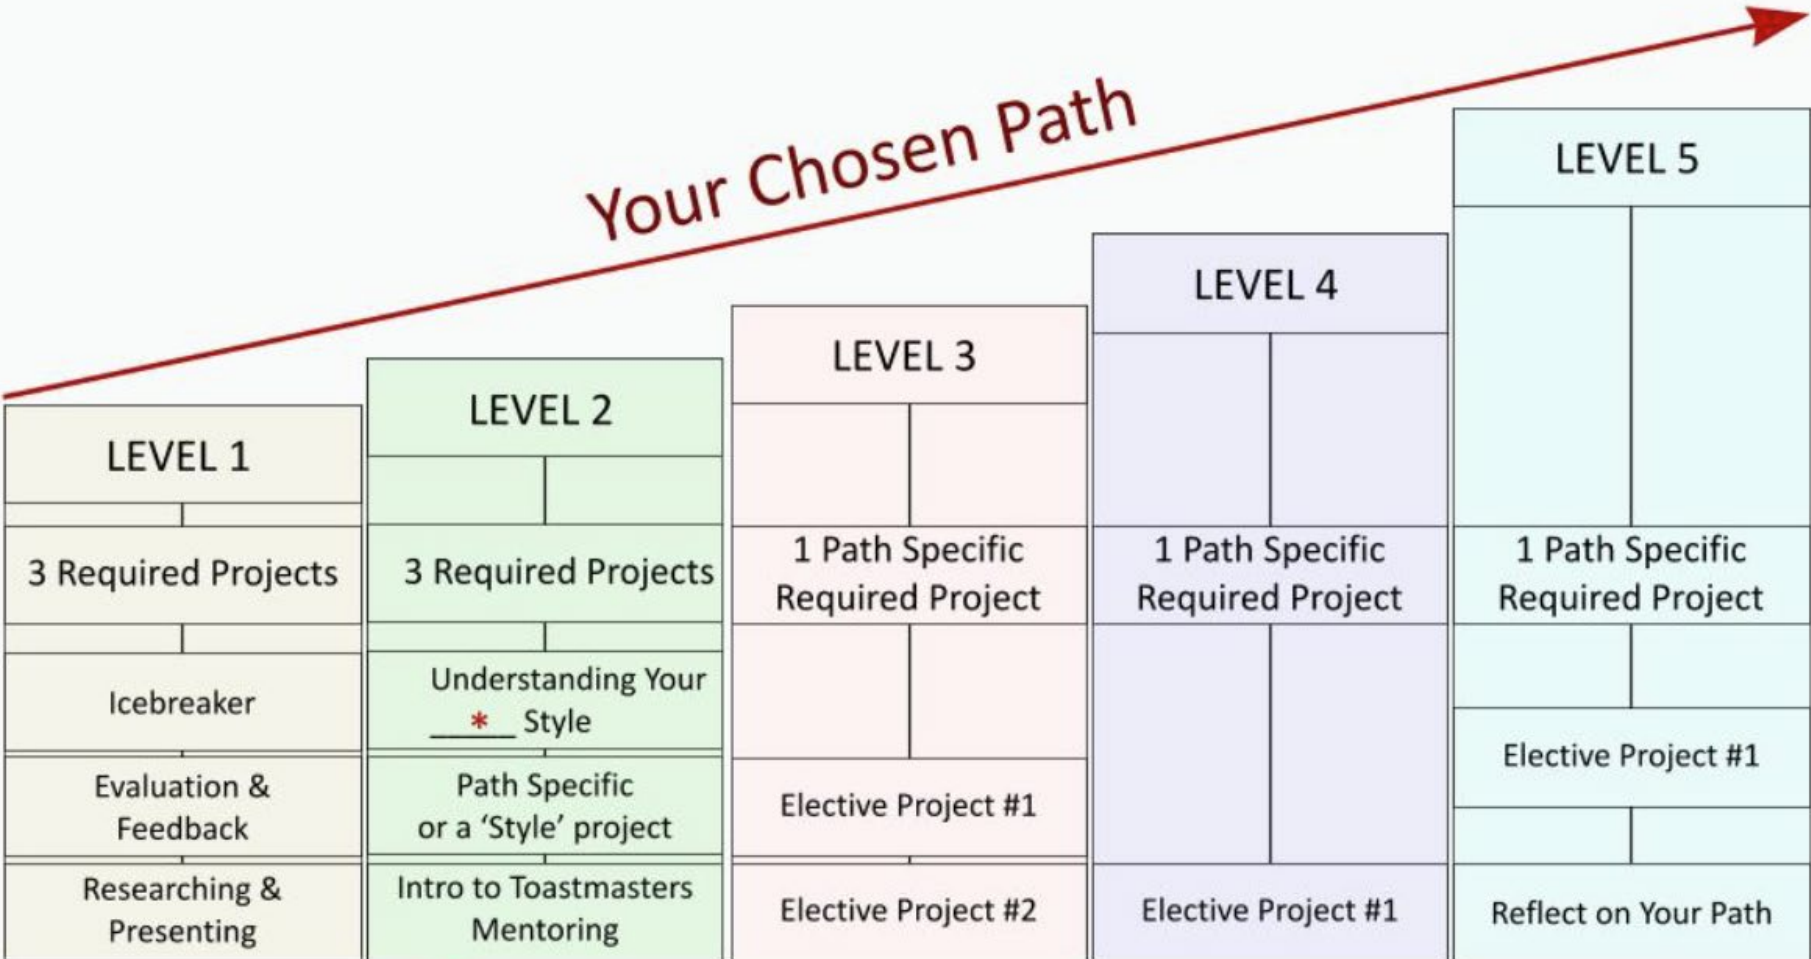 Your Chosen Path
LEVEL 1
3 Required Projects
Icebreaker
Evaluation &
Feedback
Researching &
Presenting
LEVEL 2
3 Required Projects
Understanding Your
_____*_____ Style
Path Specific
or a ‘Style’ project
Intro to Toastmasters
Mentoring
LEVEL 3
1 Path Specific
Required Project
Elective Project #1
Elective Project #2
LEVEL 4
1 Path Specific
Required Project
Elective Project #1
LEVEL 5
1 Path Specific
Required Project
Elective Project #1
Reflect on Your Path